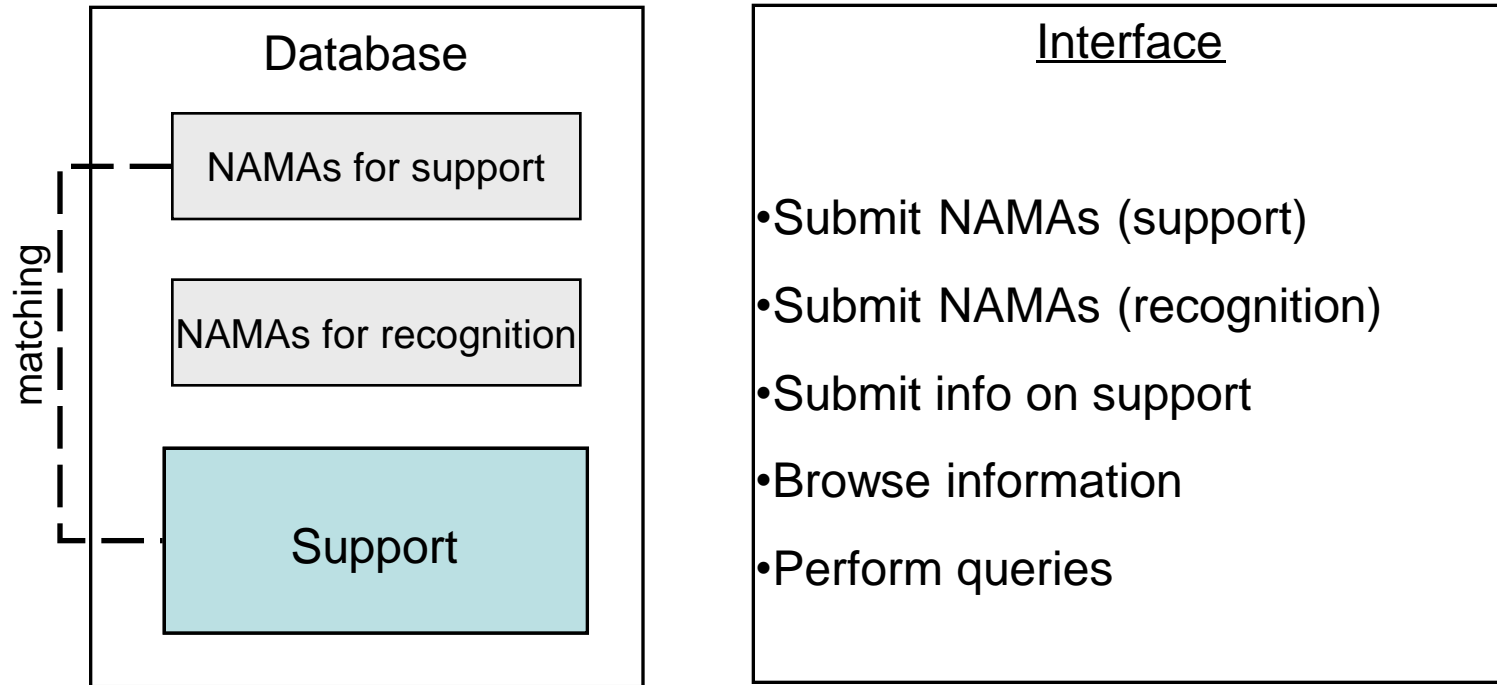 Database
NAMAs for support
NAMAs for recognition
Support
matching
Interface
•Submit NAMAs (support)
•Submit NAMAs (recognition)
•Submit info on support
•Browse information
•Perform queries